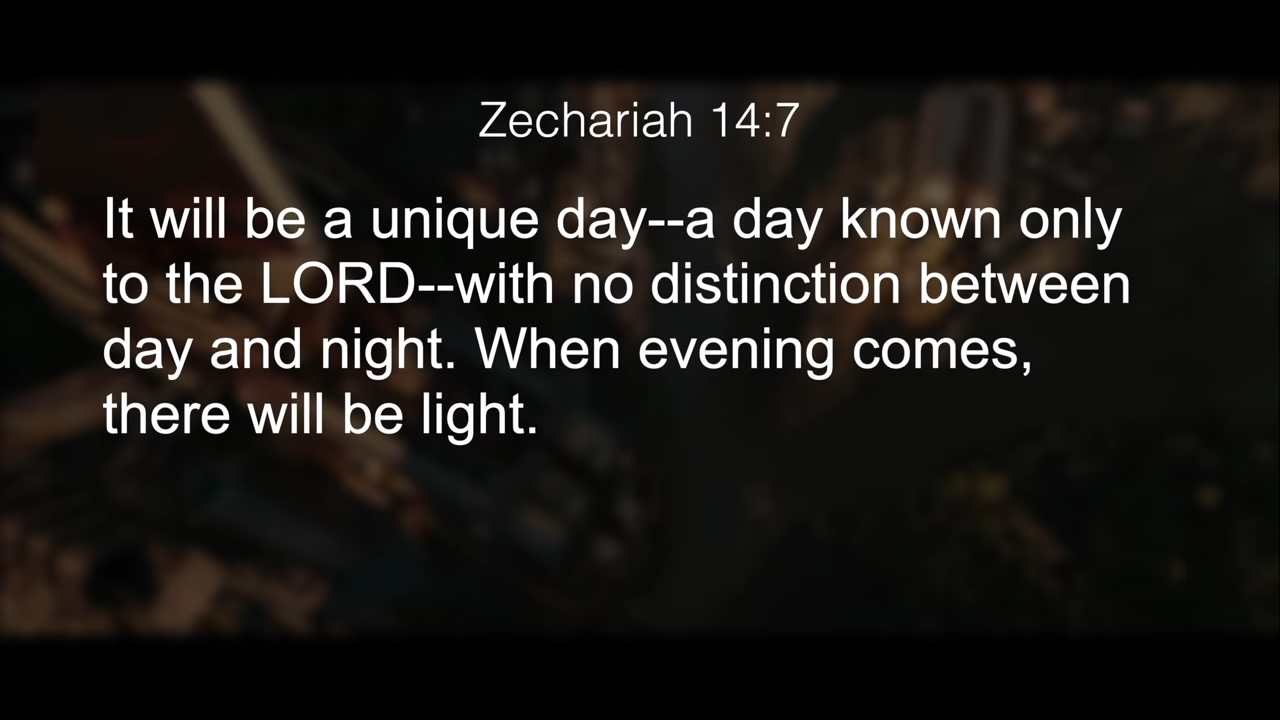 Zechariah 14:7
It will be a unique day--a day known only
to the LORD--with no distinction between
day and night. When evening comes,
there will be light.